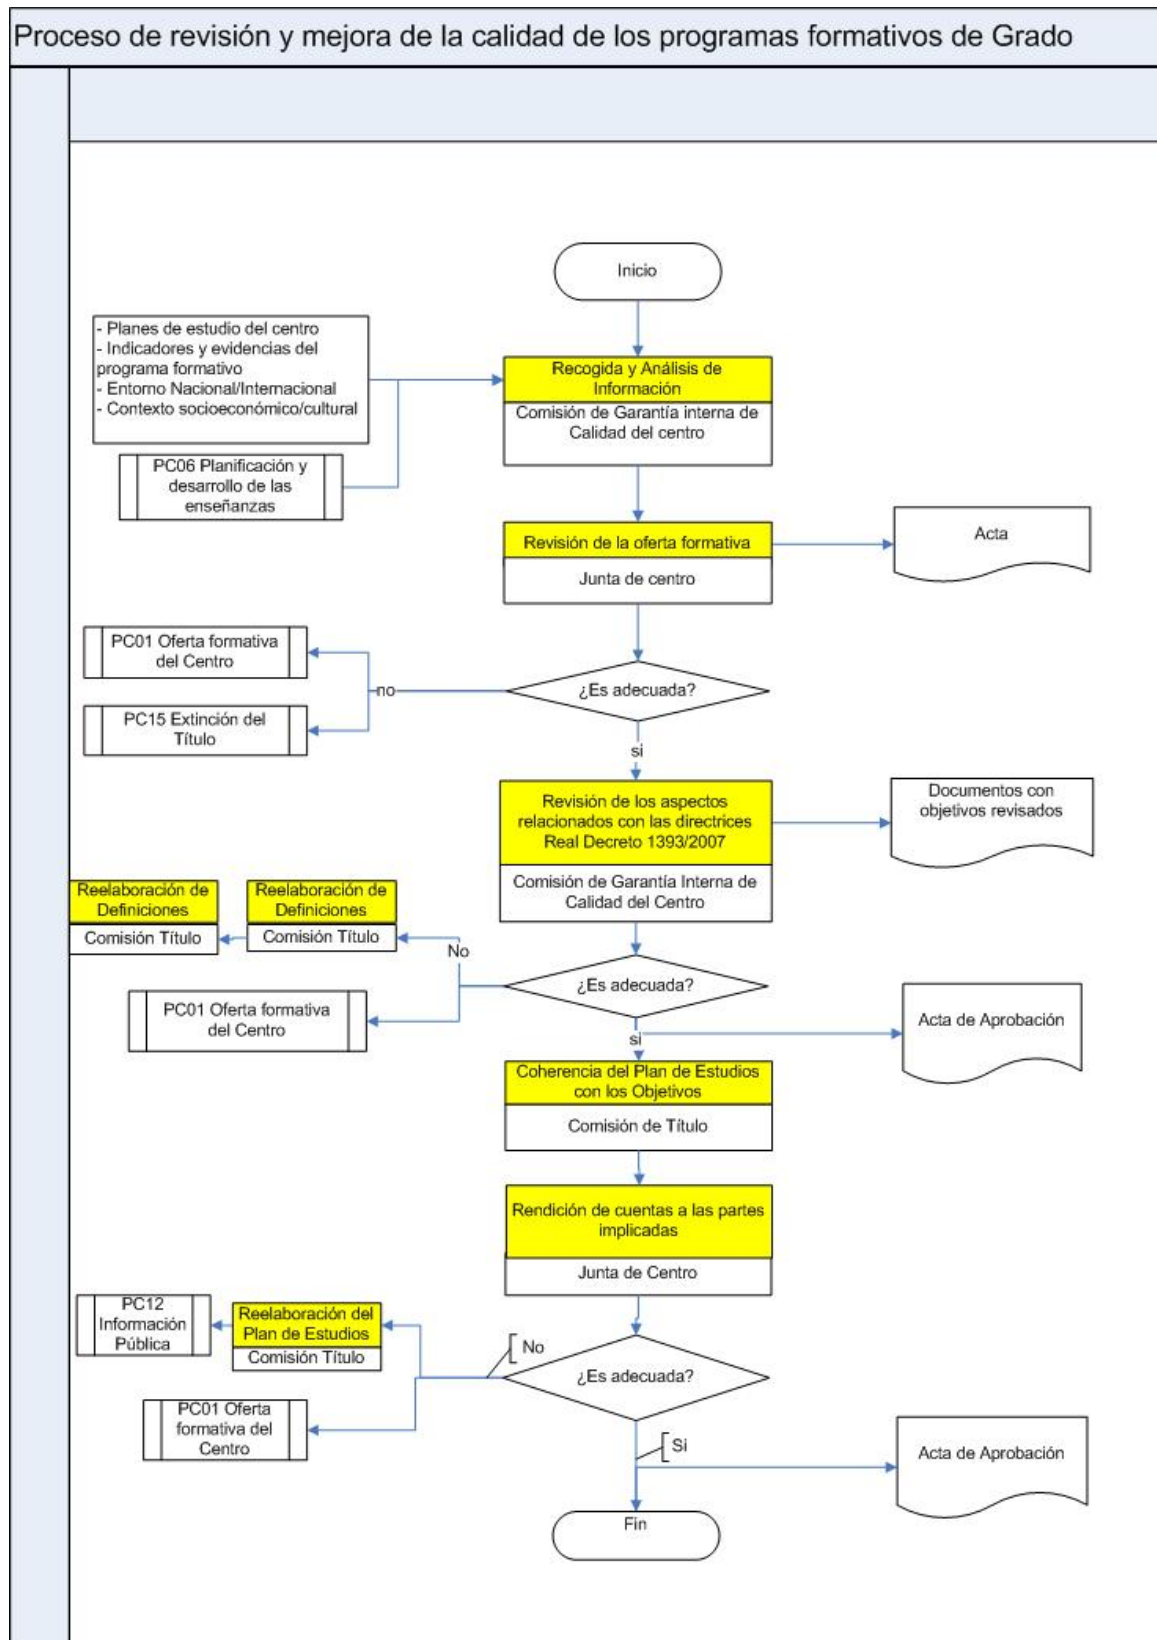 Proceso de revisión y mejora de la calidad de los programas formativos de Grado
Inicio
- Planes de estudio del centro
- Indicadores y evidencias del
programa formativo
- Entorno Nacional/Internacional
- Contexto socioeconómico/cultural
Recogida y Análisis de
Información
Comisión de Garantía interna de
Calidad del centro
PC06 Planificación y
desarrollo de las
enseñanzas
Revisión de la oferta formativa
Junta de centro
Acta
PC01 Oferta formativa
del Centro
no
¿Es adecuada?
PC15 Extinción del
Título
si
Revisión de los aspectos
relacionados con las directrices
Real Decreto 1393/2007
Comisión de Garantía Interna de
Calidad del Centro
Documentos con
objetivos revisados
Reelaboración de
Definiciones
Comisión Título
Reelaboración de
Definiciones
Comisión Título
No
¿Es adecuada?
PC01 Oferta formativa
del Centro
si
Acta de Aprobación
Coherencia del Plan de Estudios
con los Objetivos
Comisión de Título
Rendición de cuentas a las partes
implicadas
Junta de Centro
PC12
Información
Pública
Reelaboración del
Plan de Estudios
Comisión Título
No
¿Es adecuada?
PC01 Oferta
formativa del
Centro
Si
Acta de Aprobación
Fin